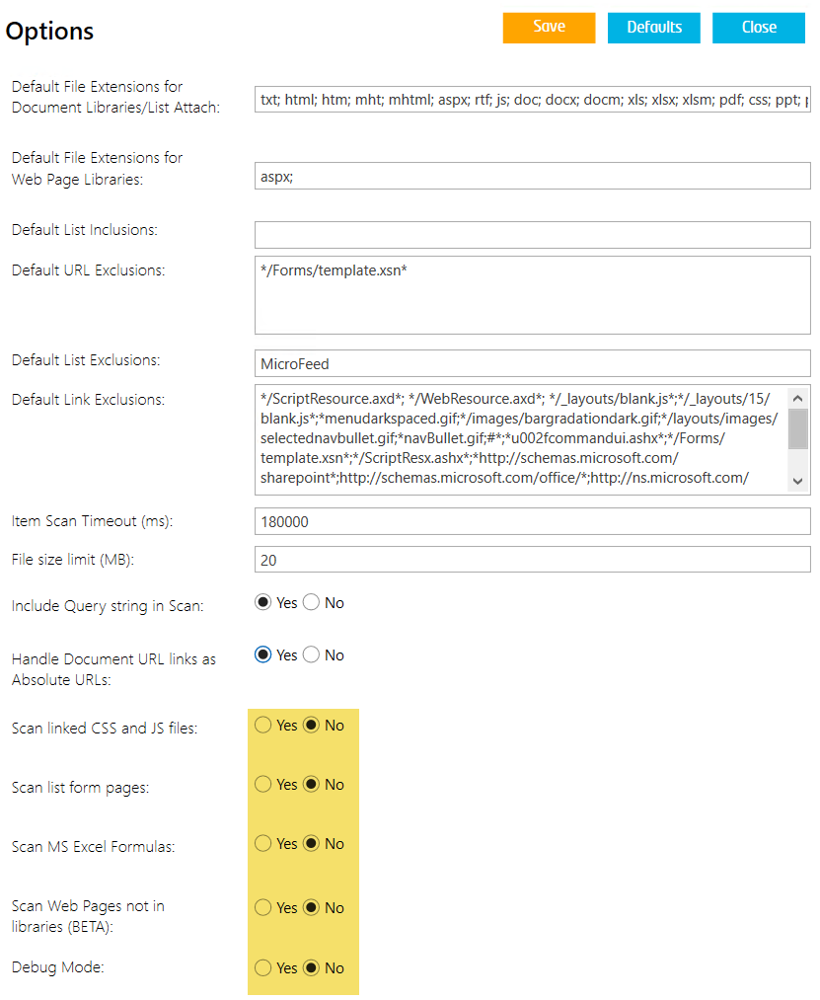 Options
Save Defaults Close
Default File Extensions for
Document Libraries/List Attach:
txt; html; htm; mht; mhtml; aspx; rtf; js; doc; docx; docm; xls; xlsx; xlsm; pdf; css; ppt;
Default File Extensions for
Web Page Libraries:
aspx;
Default List Inclusions:
Default URL Exclusions:
*/Forms/template.xsn*
Default List Exclusions:
MicroFeed
Default Link Exclusions:
*/ScriptResource.axd*; */WebResource.axd*; */_layouts/blank.js*;*/_layouts/15/
blank.js*;*menudarkspaced.gif;*/images/bargradationdark.gif;*/layouts/images/
selectednavbullet.gif;*navBullet.gif;#*;*u002fcommandui.ashx*;*/Forms/
template.xsn*;*/ScriptResx.ashx*;*http://schemas.microsoft.com/
sharepoint*;http://schemas.microsoft.com/office/*;http://ns.microsoft.com/
Item Scan Timeout (ms):
180000
File size limit (MB):
20
Include Query string in Scan:
Yes No
Handle Document URL links as
Absolute URLs:
Yes No
Scan linked CSS and JS files:
Yes No
Scan list form pages:
Yes No
Scan MS Excel Formulas:
Yes No
Scan Web Pages not in
libraries (BETA):
Yes No
Debug Mode:
Yes No